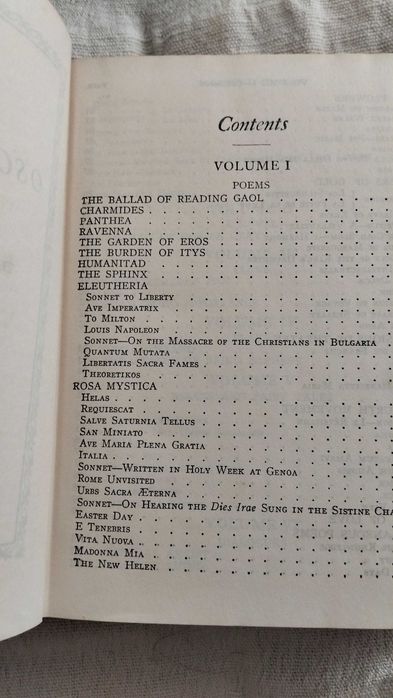 Contents
VOLUME I
POEMS
THE BALLAD OF READING GAOL
CHARMIDES
PANTHEA
RAVENNA
THE GARDEN OF EROS
THE BURDEN OF ITYS
HUMANITAD
THE SPHINX
ELEUTHERIA
SONNET TO LIBERTY
AVE IMPERATRIX
TO MILTON
LOUIS NAPOLEON
SONNET—ON THE MASSACRE OF THE CHRISTIANS IN BULGARIA
QUANTUM MUTATA
LIBERTATIS SACRA FAMES
THEORETIKOS
ROSA MYSTICA
HELAS
REQUIESCAT
SALVE SATURNIA TELLUS
SAN MINIATO
AVE MARIA PLENA GRATIA
ITALIA
SONNET—WRITTEN IN HOLY WEEK AT GENOA
ROME UNVISITED
URBS SACRA ÆTERNA
SONNET—ON HEARING THE Dies Irae SUNG IN THE SISTINE CHA
EASTER DAY
E TENEBRIS
VITA NUOVA
MADONNA MIA
THE NEW HELEN